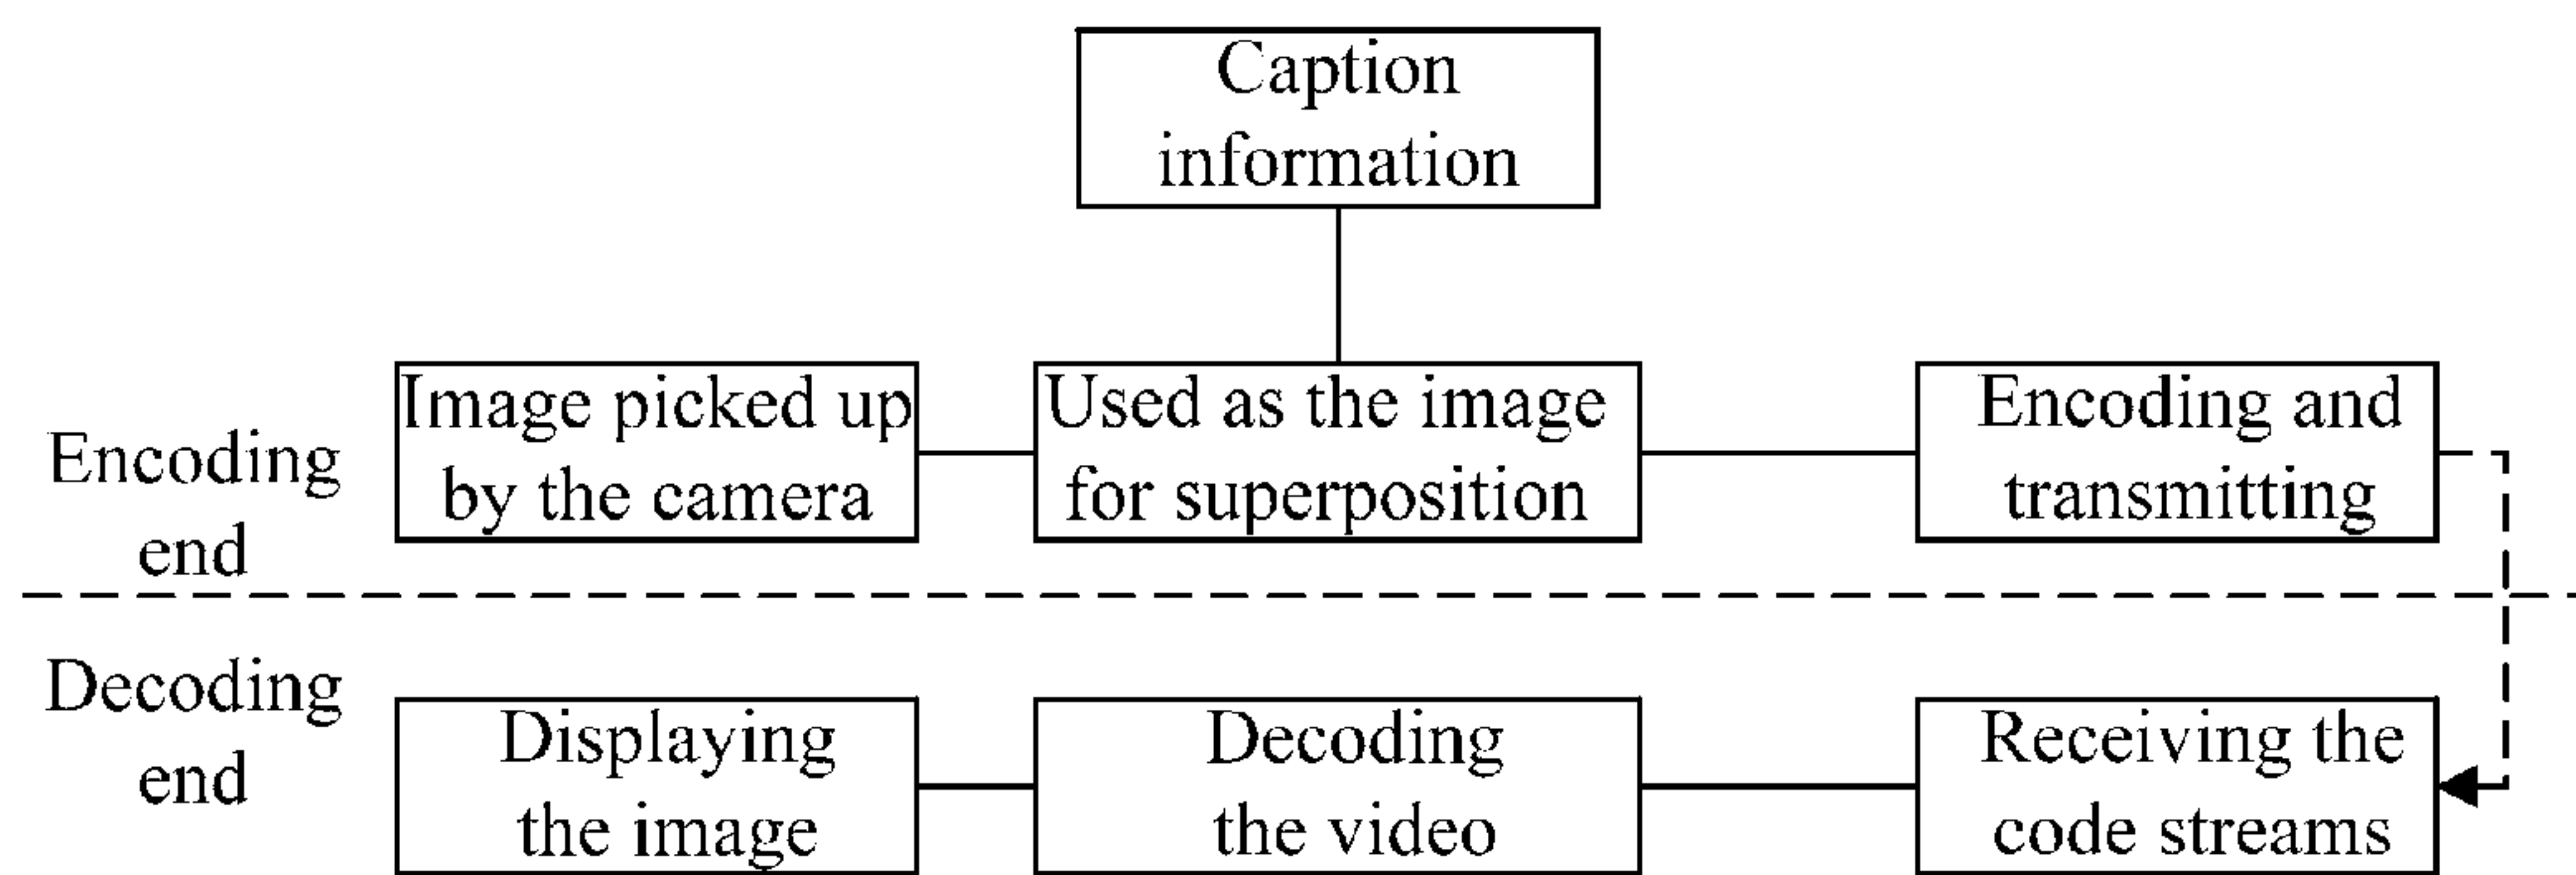 Caption
information
Encoding
end
Image picked up
by the camera
Used as the image
for superposition
Encoding and
transmitting
Decoding
end
Displaying
the image
Decoding
the video
Receiving the
code streams